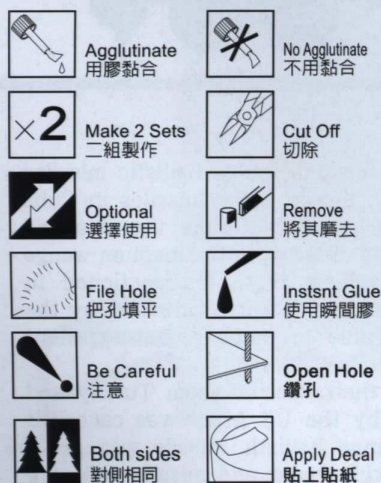 Agglutinate
用膠黏合
No Agglutinate
不用黏合
×2
Make 2 Sets
二組製作
Cut Off
切除
Optional
選擇使用
Remove
將其磨去
File Hole
把孔填平
Instsnt Glue
使用瞬間膠
Be Careful
注意
Open Hole
鑽孔
Both sides
對側相同
Apply Decal
貼上貼紙